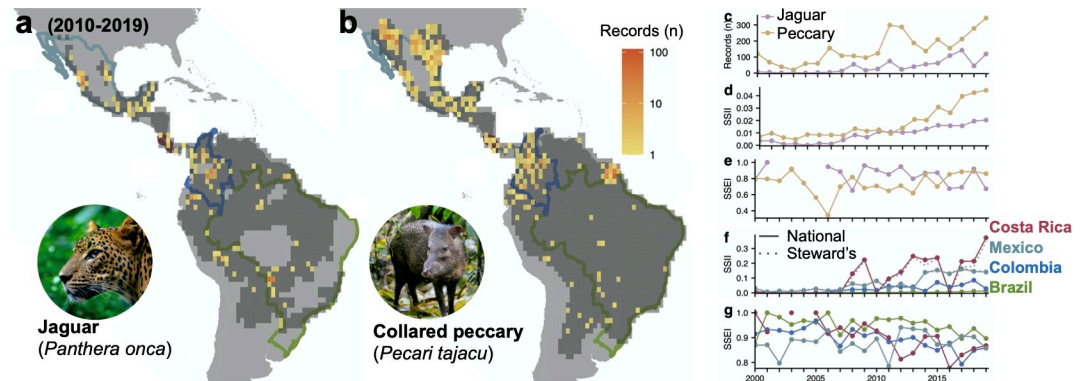 a (2010-2019)
b
Records (n)
100
10
1
Jaguar
(Panthera onca)
Collared peccary
(Pecari tajacu)
c
Jaguar
Peccary
Records (n)
300
200
100
0
d
SSII
0.04
0.03
0.02
0.01
0.00
e
SSEI
1.0
0.8
0.6
0.4
f
National
Steward's
SSII
0.3
0.2
0.1
0.0
Costa Rica
Mexico
Colombia
Brazil
g
SSEI
1.0
0.9
0.8
2000 2005 2010 2015